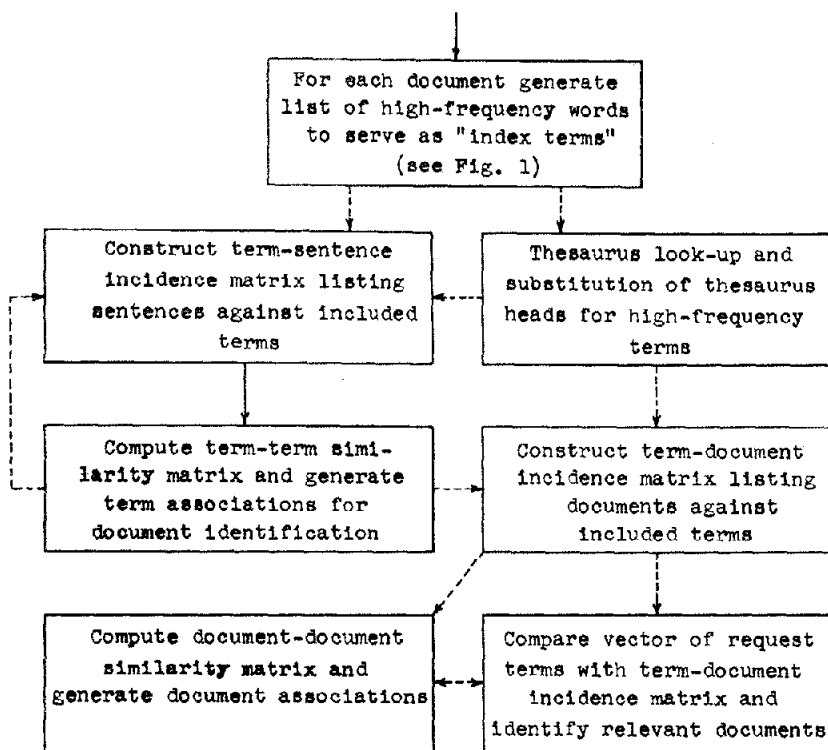 For each document generate
list of high-frequency words
to serve as "index terms"
(see Fig. 1)
Construct term-sentence
incidence matrix listing
sentences against included
terms
Thesaurus look-up and
substitution of thesaurus
heads for high-frequency
terms
Compute term-term simi-
larity matrix and generate
term associations for
document identification
Construct term-document
incidence matrix listing
documents against
included terms
Compute document-document
similarity matrix and
generate document associations
Compare vector of request
terms with term-document
incidence matrix and
identify relevant documents